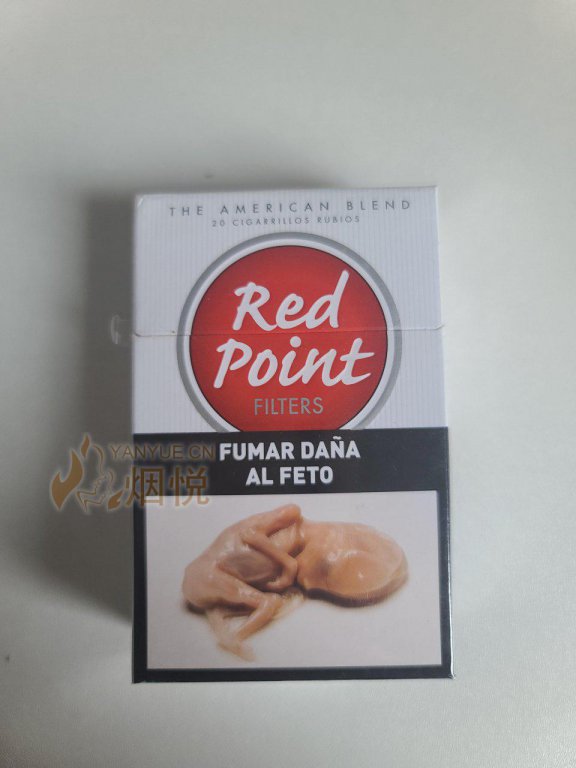 THE AMERICAN BLEND
20 CIGARRILLOS RUBIOS
Red
Point
FILTERS
FUMAR DAÑA
AL FETO
YANYUE.CN
烟悦